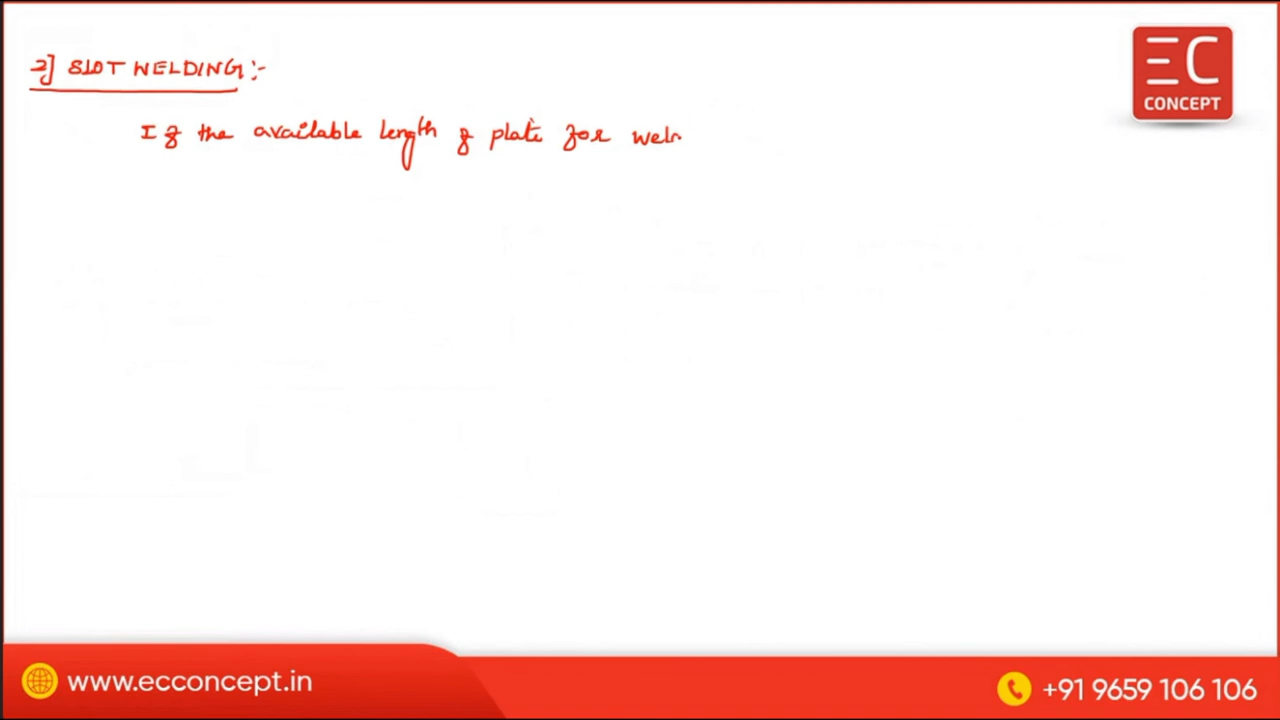 2] SLOT WELDING :-
If the available length of plate for wel
EC
CONCEPT
www.ecconcept.in
+91 9659 106 106